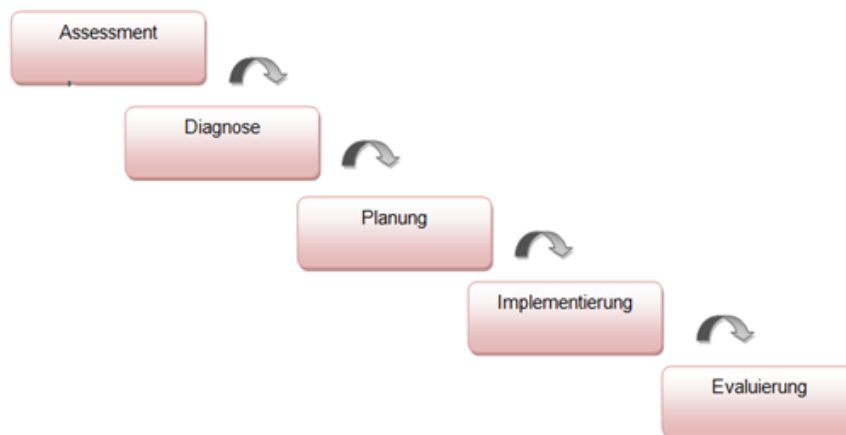 Assessment
Diagnose
Planung
Implementierung
Evaluierung